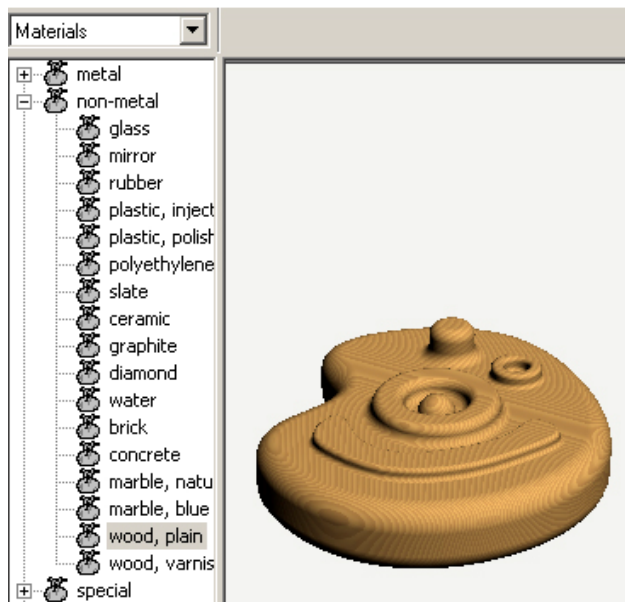 Materials
metal
non-metal
glass
mirror
rubber
plastic, inject
plastic, polish
polyethylene
slate
ceramic
graphite
diamond
water
brick
concrete
marble, natu
marble, blue
wood, plain
wood, varnis
special